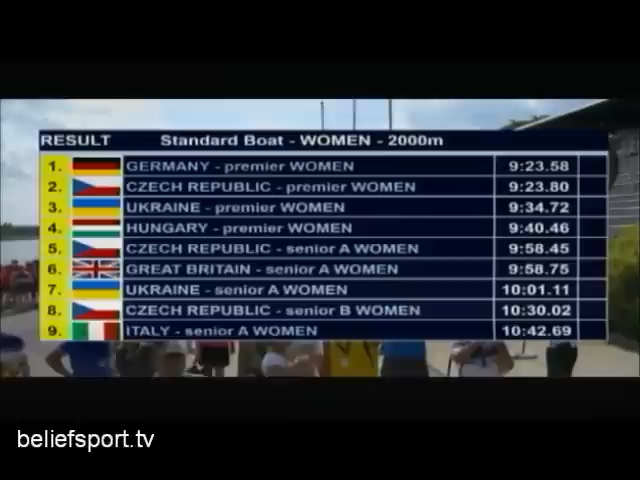 RESULT Standard Boat - WOMEN - 2000m
1. GERMANY - premier WOMEN 9:23.58
2. CZECH REPUBLIC - premier WOMEN 9:23.80
3. UKRAINE - premier WOMEN 9:34.72
4. HUNGARY - premier WOMEN 9:40.46
5. CZECH REPUBLIC - senior A WOMEN 9:58.45
6. GREAT BRITAIN - senior A WOMEN 9:58.75
7. UKRAINE - senior A WOMEN 10:01.11
8. CZECH REPUBLIC - senior B WOMEN 10:30.02
9. ITALY - senior A WOMEN 10:42.69
beliefsport.tv